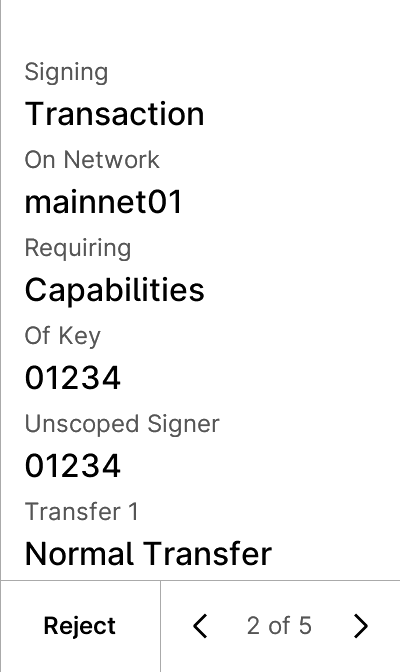 Signing
Transaction
On Network
mainnet01
Requiring
Capabilities
Of Key
01234
Unscoped Signer
01234
Transfer 1
Normal Transfer
Reject
2 of 5